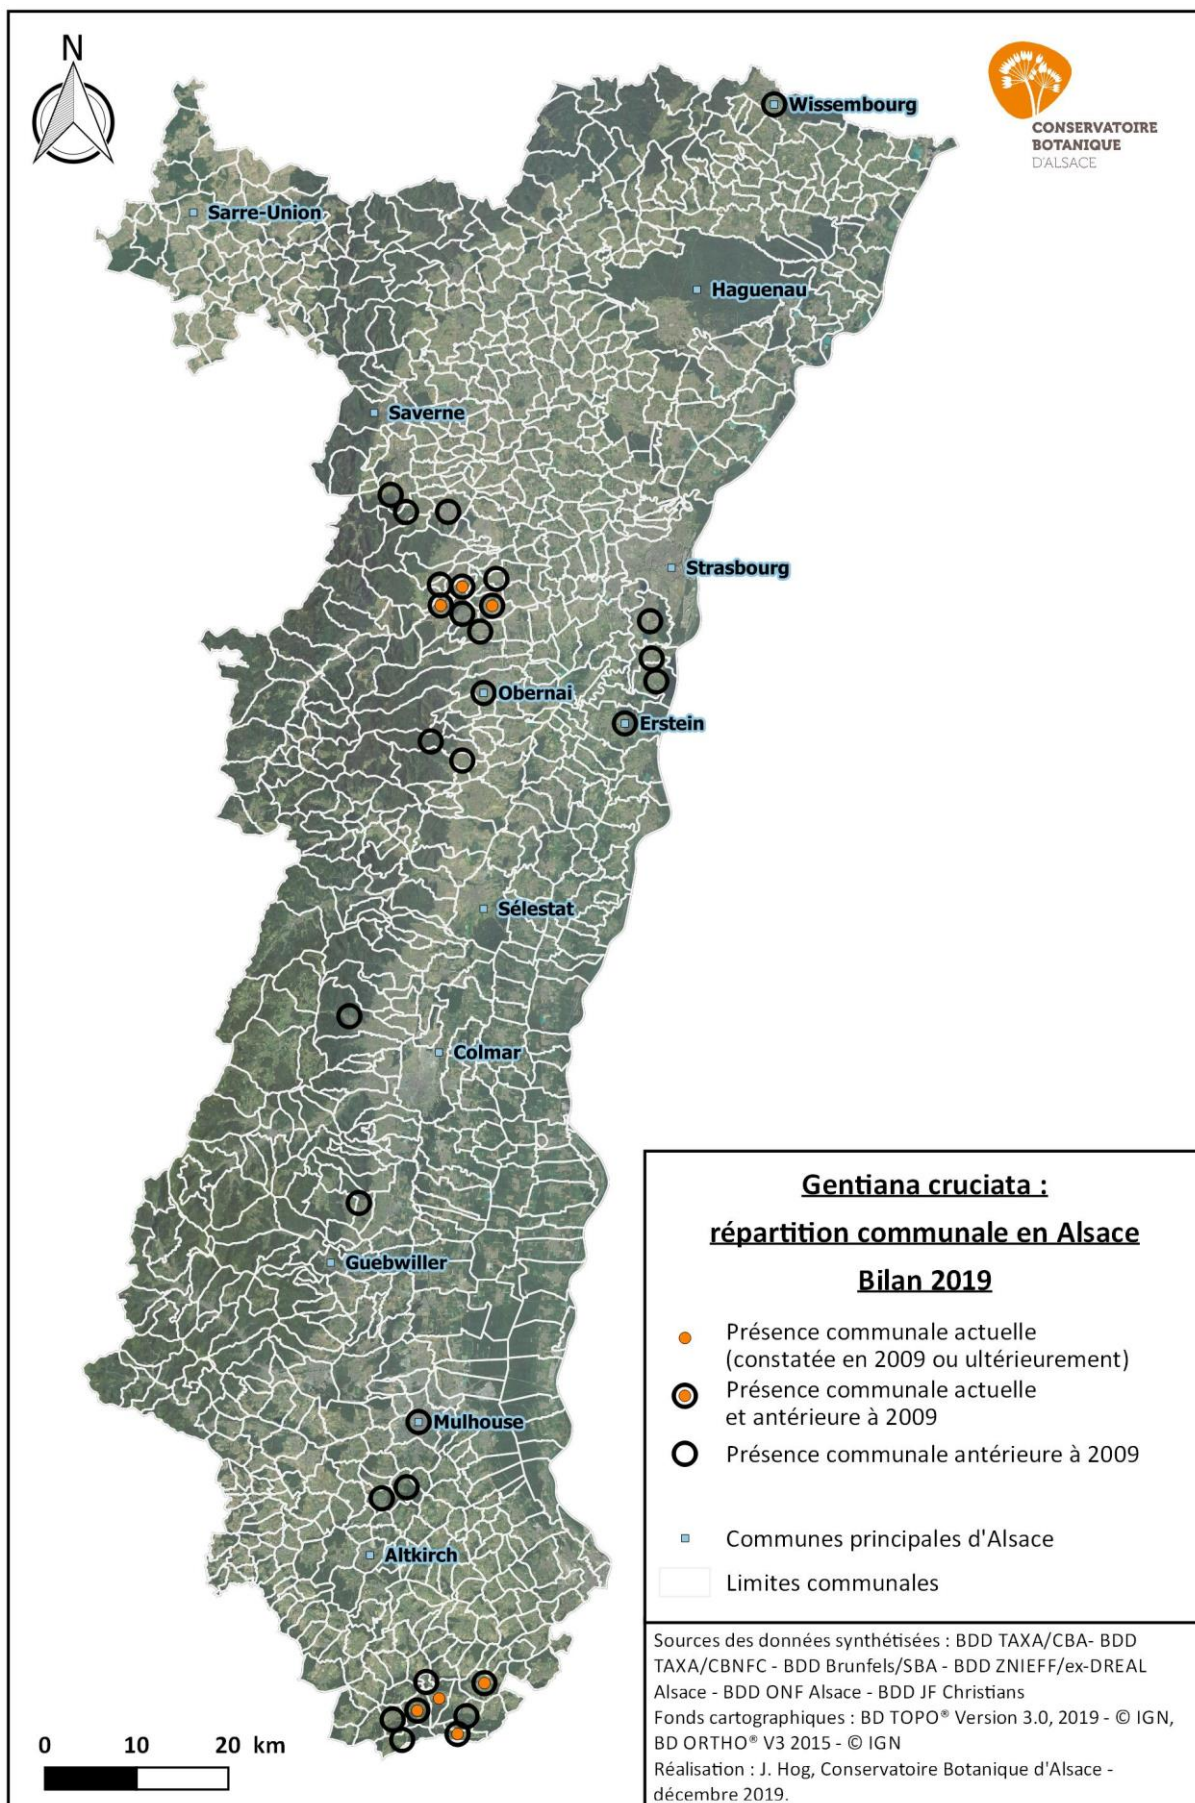 N
CONSERVATOIRE
BOTANIQUE
D'ALSACE
Wissembourg
Sarre-Union
Haguenau
Saverne
Strasbourg
Obernai
Erstein
Sélestat
Colmar
Guebwiller
Mulhouse
Altkirch
0 10 20 km
Gentiana cruciata :
répartition communale en Alsace
Bilan 2019
Présence communale actuelle
(constatée en 2009 ou ultérieurement)
Présence communale actuelle
et antérieure à 2009
Présence communale antérieure à 2009
Communes principales d'Alsace
Limites communales
Sources des données synthétisées : BDD TAXA/CBA- BDD
TAXA/CBNFC - BDD Brunfels/SBA - BDD ZNIEFF/ex-DREAL
Alsace - BDD ONF Alsace - BDD JF Christians
Fonds cartographiques : BD TOPO® Version 3.0, 2019 - © IGN,
BD ORTHO® V3 2015 - © IGN
Réalisation : J. Hog, Conservatoire Botanique d'Alsace -
décembre 2019.